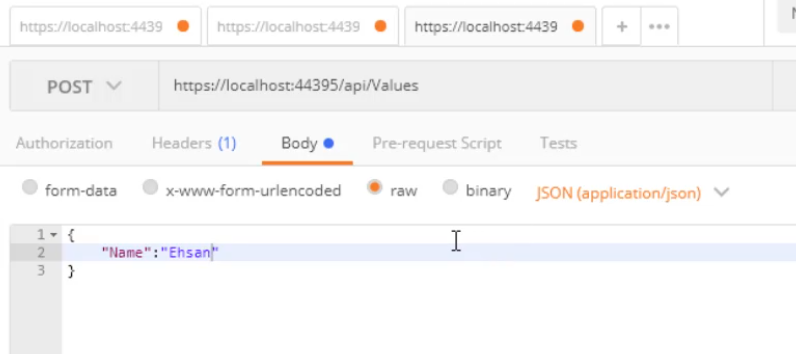 https://localhost:4439 https://localhost:4439 https://localhost:4439 + •••
POST https://localhost:44395/api/Values
Authorization Headers (1) Body Pre-request Script Tests
form-data x-www-form-urlencoded raw binary JSON (application/json)
1 {
2 "Name":"Ehsan"
3 }